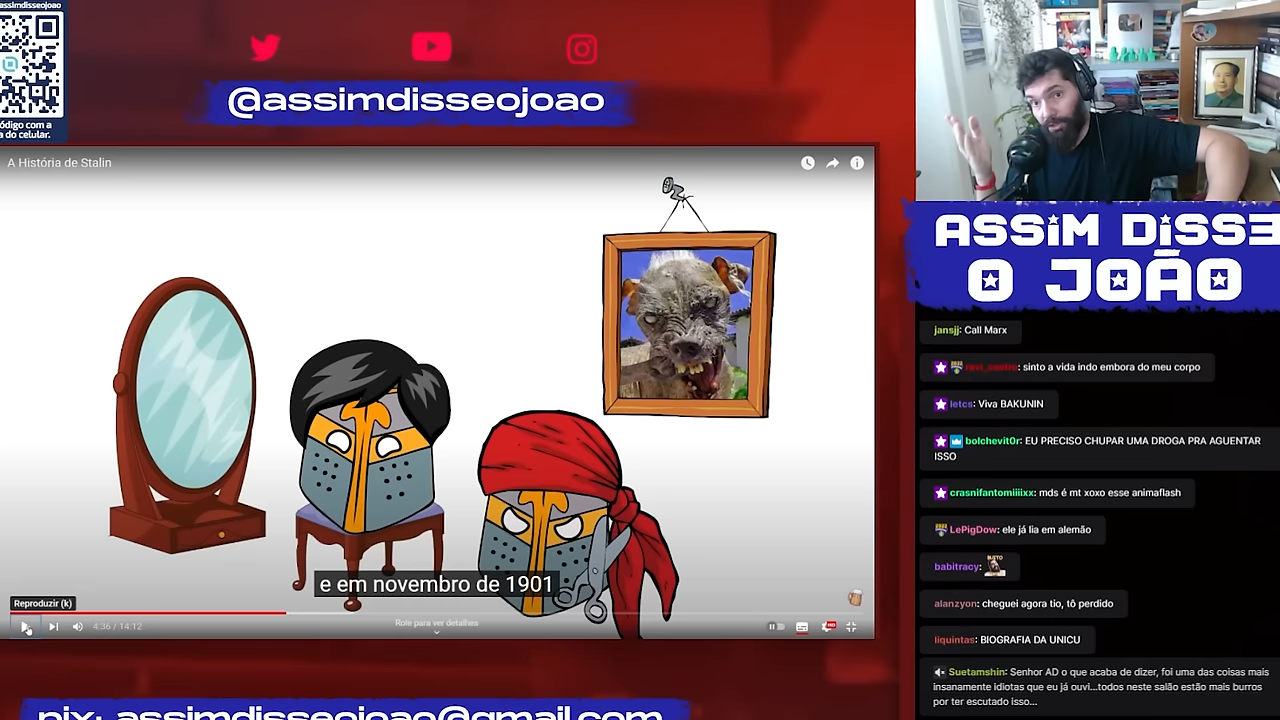 assimdisseojoao
ódigo com a
a do celular.
@assimdisseojoao
A História de Stalin
e em novembro de 1901
Reproduzir (k)
4:36 / 14:12
Role para ver detalhes
HD
pix: assimdisseojoao@gmail.com
ASSIM DISSE
O JOÃO
jansjj: Call Marx
sinto a vida indo embora do meu corpo
letcs: Viva BAKUNIN
bolchevit0r: EU PRECISO CHUPAR UMA DROGA PRA AGUENTAR
ISSO
crasnifantomiiiixx: mds é mt xoxo esse animaflash
LePigDow: ele já lia em alemão
babitracy:
alanzyon: cheguei agora tio, tô perdido
liquintas: BIOGRAFIA DA UNICU
Suetamshin: Senhor AD o que acaba de dizer, foi uma das coisas mais
insanamente idiotas que eu já ouvi...todos neste salão estão mais burros
por ter escutado isso...